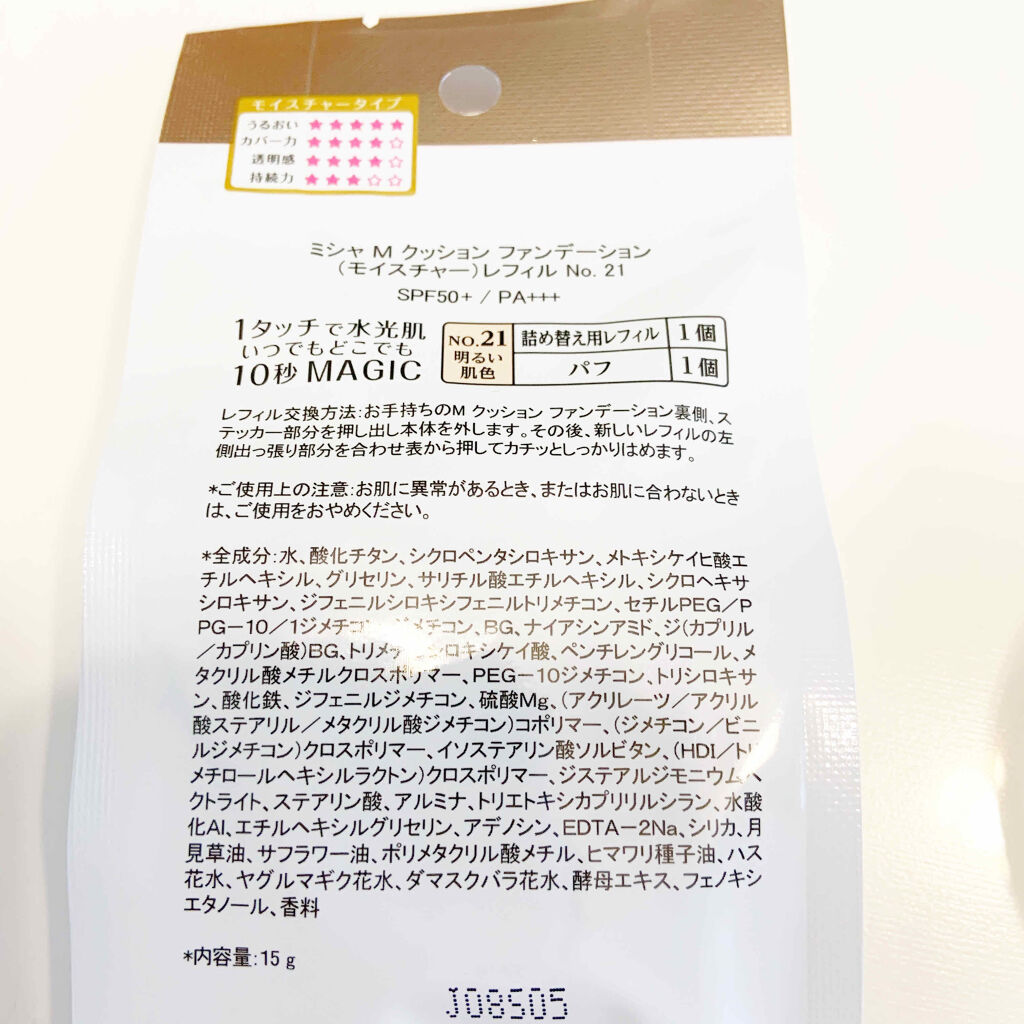 モイスチャータイプ
うるおい ★★★★★
カバー力 ★★★★☆
透明感 ★★★★☆
持続力 ★★★☆☆
ミシャ M クッション ファンデーション
（モイスチャー）レフィル No. 21
SPF50+ / PA+++
1タッチで水光肌
いつでもどこでも
10秒 MAGIC
NO.21
明るい
肌色
詰め替え用レフィル 1個
パフ 1個
レフィル交換方法:お手持ちのM クッション ファンデーション裏側、ス
テッカー部分を押し出し本体を外します。その後、新しいレフィルの左
側出っ張り部分を合わせ表から押してカチッとしっかりはめます。
*ご使用上の注意:お肌に異常があるとき、またはお肌に合わないとき
は、ご使用をおやめください。
*全成分:水、酸化チタン、シクロペンタシロキサン、メトキシケイヒ酸エ
チルヘキシル、グリセリン、サリチル酸エチルヘキシル、シクロヘキサ
シロキサン、ジフェニルシロキシフェニルトリメチコン、セチルPEG／P
PG－10／1ジメチコン、ジメチコン、BG、ナイアシンアミド、ジ(カプリル
／カプリン酸)BG、トリメチルシロキシケイ酸、ペンチレングリコール、メ
タクリル酸メチルクロスポリマー、PEG－10ジメチコン、トリシロキサ
ン、酸化鉄、ジフェニルジメチコン、硫酸Mg、(アクリレーツ／アクリル
酸ステアリル／メタクリル酸ジメチコン)コポリマー、(ジメチコン／ビニ
ルジメチコン)クロスポリマー、イソステアリン酸ソルビタン、(HDI／トリ
メチロールヘキシルラクトン)クロスポリマー、ジステアルジモニウムヘ
クトライト、ステアリン酸、アルミナ、トリエトキシカプリリルシラン、水酸
化Al、エチルヘキシルグリセリン、アデノシン、EDTA－2Na、シリカ、月
見草油、サフラワー油、ポリメタクリル酸メチル、ヒマワリ種子油、ハス
花水、ヤグルマギク花水、ダマスクバラ花水、酵母エキス、フェノキシ
エタノール、香料
*内容量:15 g
J08S05